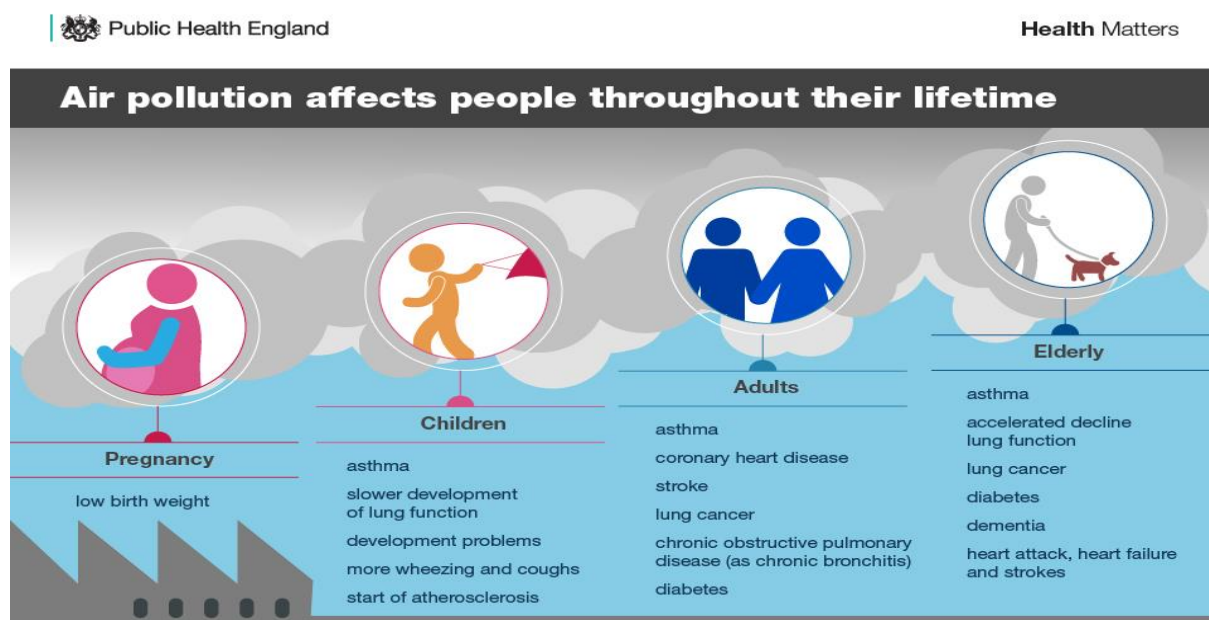 Public Health England
Health Matters
Air pollution affects people throughout their lifetime
Pregnancy
low birth weight
Children
asthma
slower development
of lung function
development problems
more wheezing and coughs
start of atherosclerosis
Adults
asthma
coronary heart disease
stroke
lung cancer
chronic obstructive pulmonary
disease (as chronic bronchitis)
diabetes
Elderly
asthma
accelerated decline
lung function
lung cancer
diabetes
dementia
heart attack, heart failure
and strokes